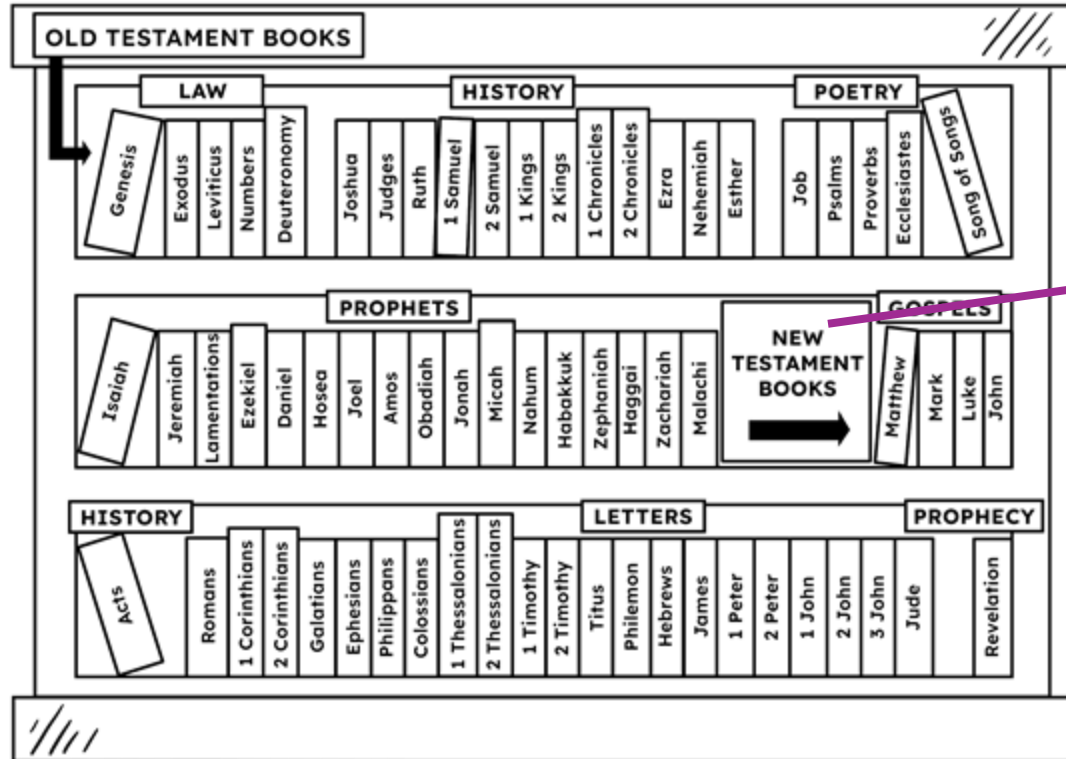 OLD TESTAMENT BOOKS
LAW
HISTORY
POETRY
Genesis
Exodus
Leviticus
Numbers
Deuteronomy
Joshua
Judges
Ruth
1 Samuel
2 Samuel
1 Kings
2 Kings
1 Chronicles
2 Chronicles
Ezra
Nehemiah
Esther
Job
Psalms
Proverbs
Ecclesiastes
Song of Songs
PROPHETS
GOSPELS
Isaiah
Jeremiah
Lamentations
Ezekiel
Daniel
Hosea
Joel
Amos
Obadiah
Jonah
Micah
Nahum
Habakkuk
Zephaniah
Haggai
Zachariah
Malachi
NEW
TESTAMENT
BOOKS
Matthew
Mark
Luke
John
HISTORY
LETTERS
PROPHECY
Acts
Romans
1 Corinthians
2 Corinthians
Galatians
Ephesians
Philippans
Colossians
1 Thessalonians
2 Thessalonians
1 Timothy
2 Timothy
Titus
Philemon
Hebrews
James
1 Peter
2 Peter
1 John
2 John
3 John
Jude
Revelation